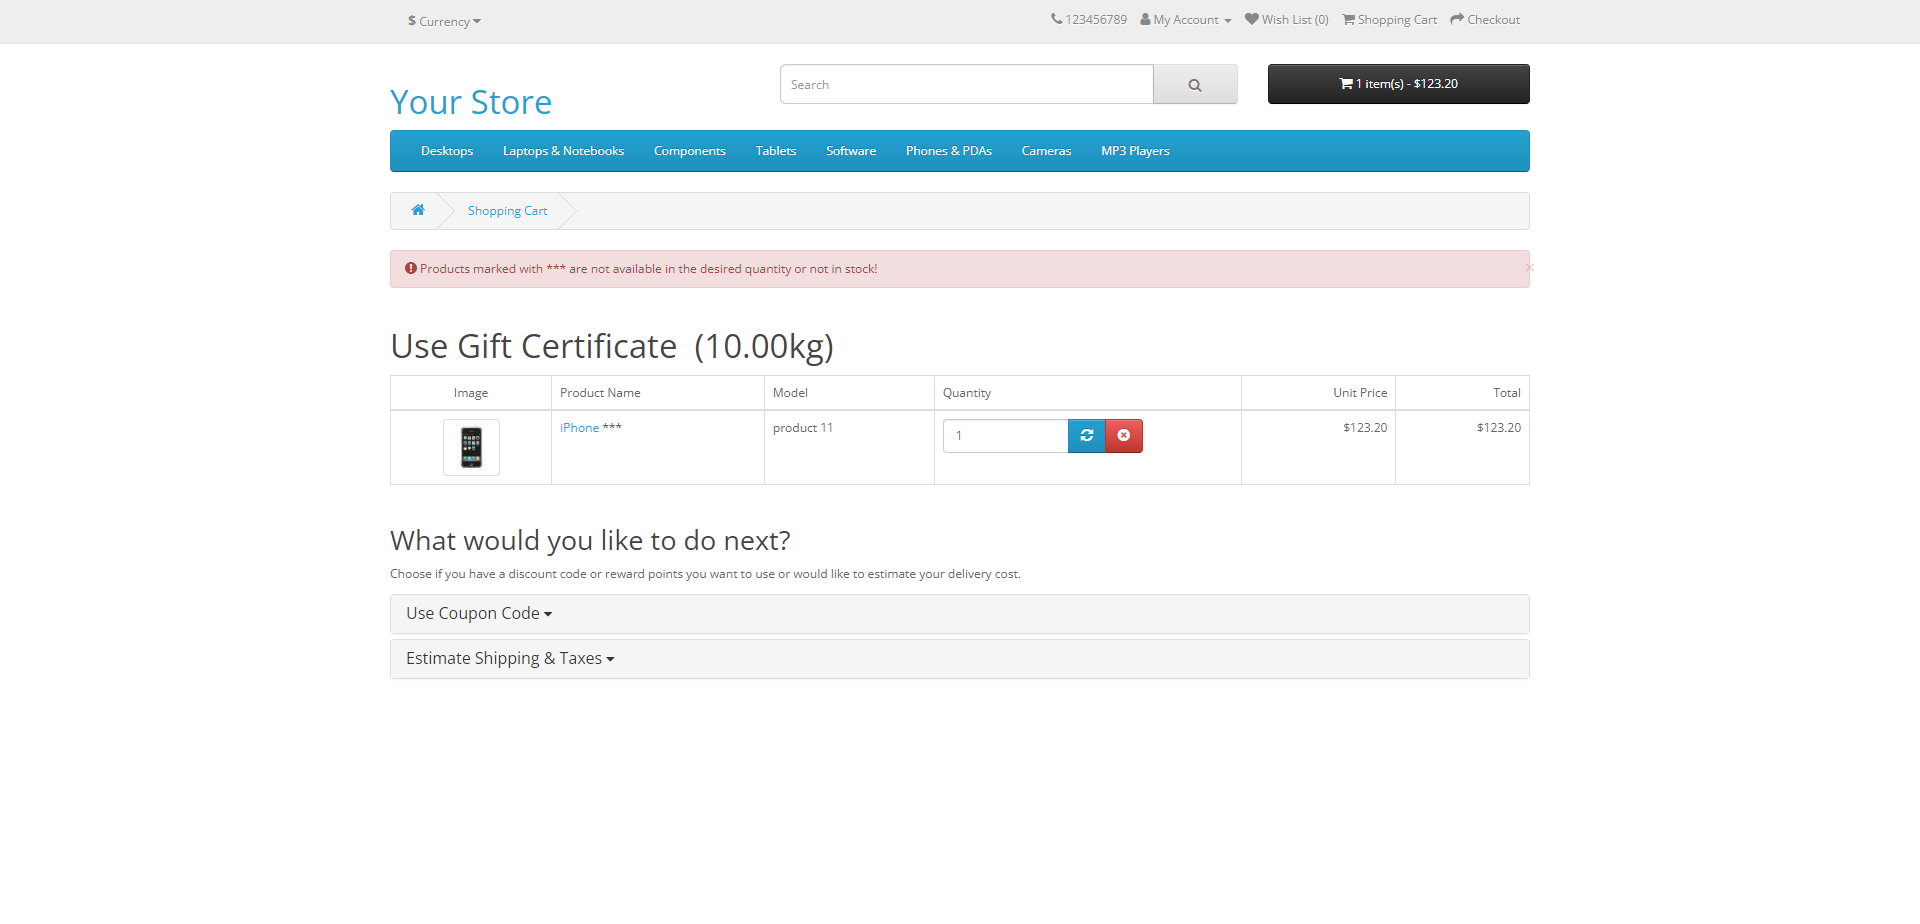 $ Currency
123456789 My Account Wish List (0) Shopping Cart Checkout
Your Store
Search
1 item(s) - $123.20
Desktops Laptops & Notebooks Components Tablets Software Phones & PDAs Cameras MP3 Players
Shopping Cart
Products marked with *** are not available in the desired quantity or not in stock!
×
Use Gift Certificate (10.00kg)
Image Product Name Model Quantity Unit Price Total
iPhone *** product 11 1 $123.20 $123.20
What would you like to do next?
Choose if you have a discount code or reward points you want to use or would like to estimate your delivery cost.
Use Coupon Code
Estimate Shipping & Taxes